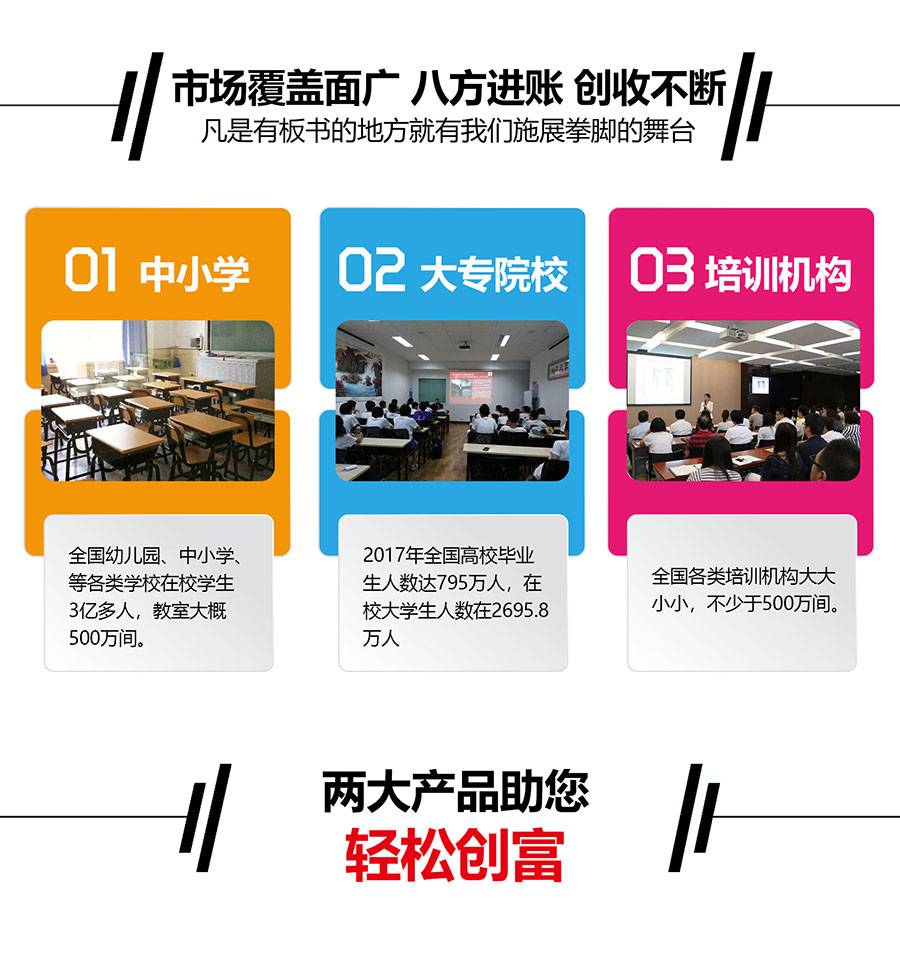 市场覆盖面广 八方进账 创收不断
凡是有板书的地方就有我们施展拳脚的舞台
01 中小学
02 大专院校
03 培训机构
全国幼儿园、中小学、
等各类学校在校学生
3亿多人，教室大概
500万间。
2017年全国高校毕业
生人数达795万人，在
校大学生人数在2695.8
万人
全国各类培训机构大大
小小，不少于500万间。
两大产品助您
轻松创富